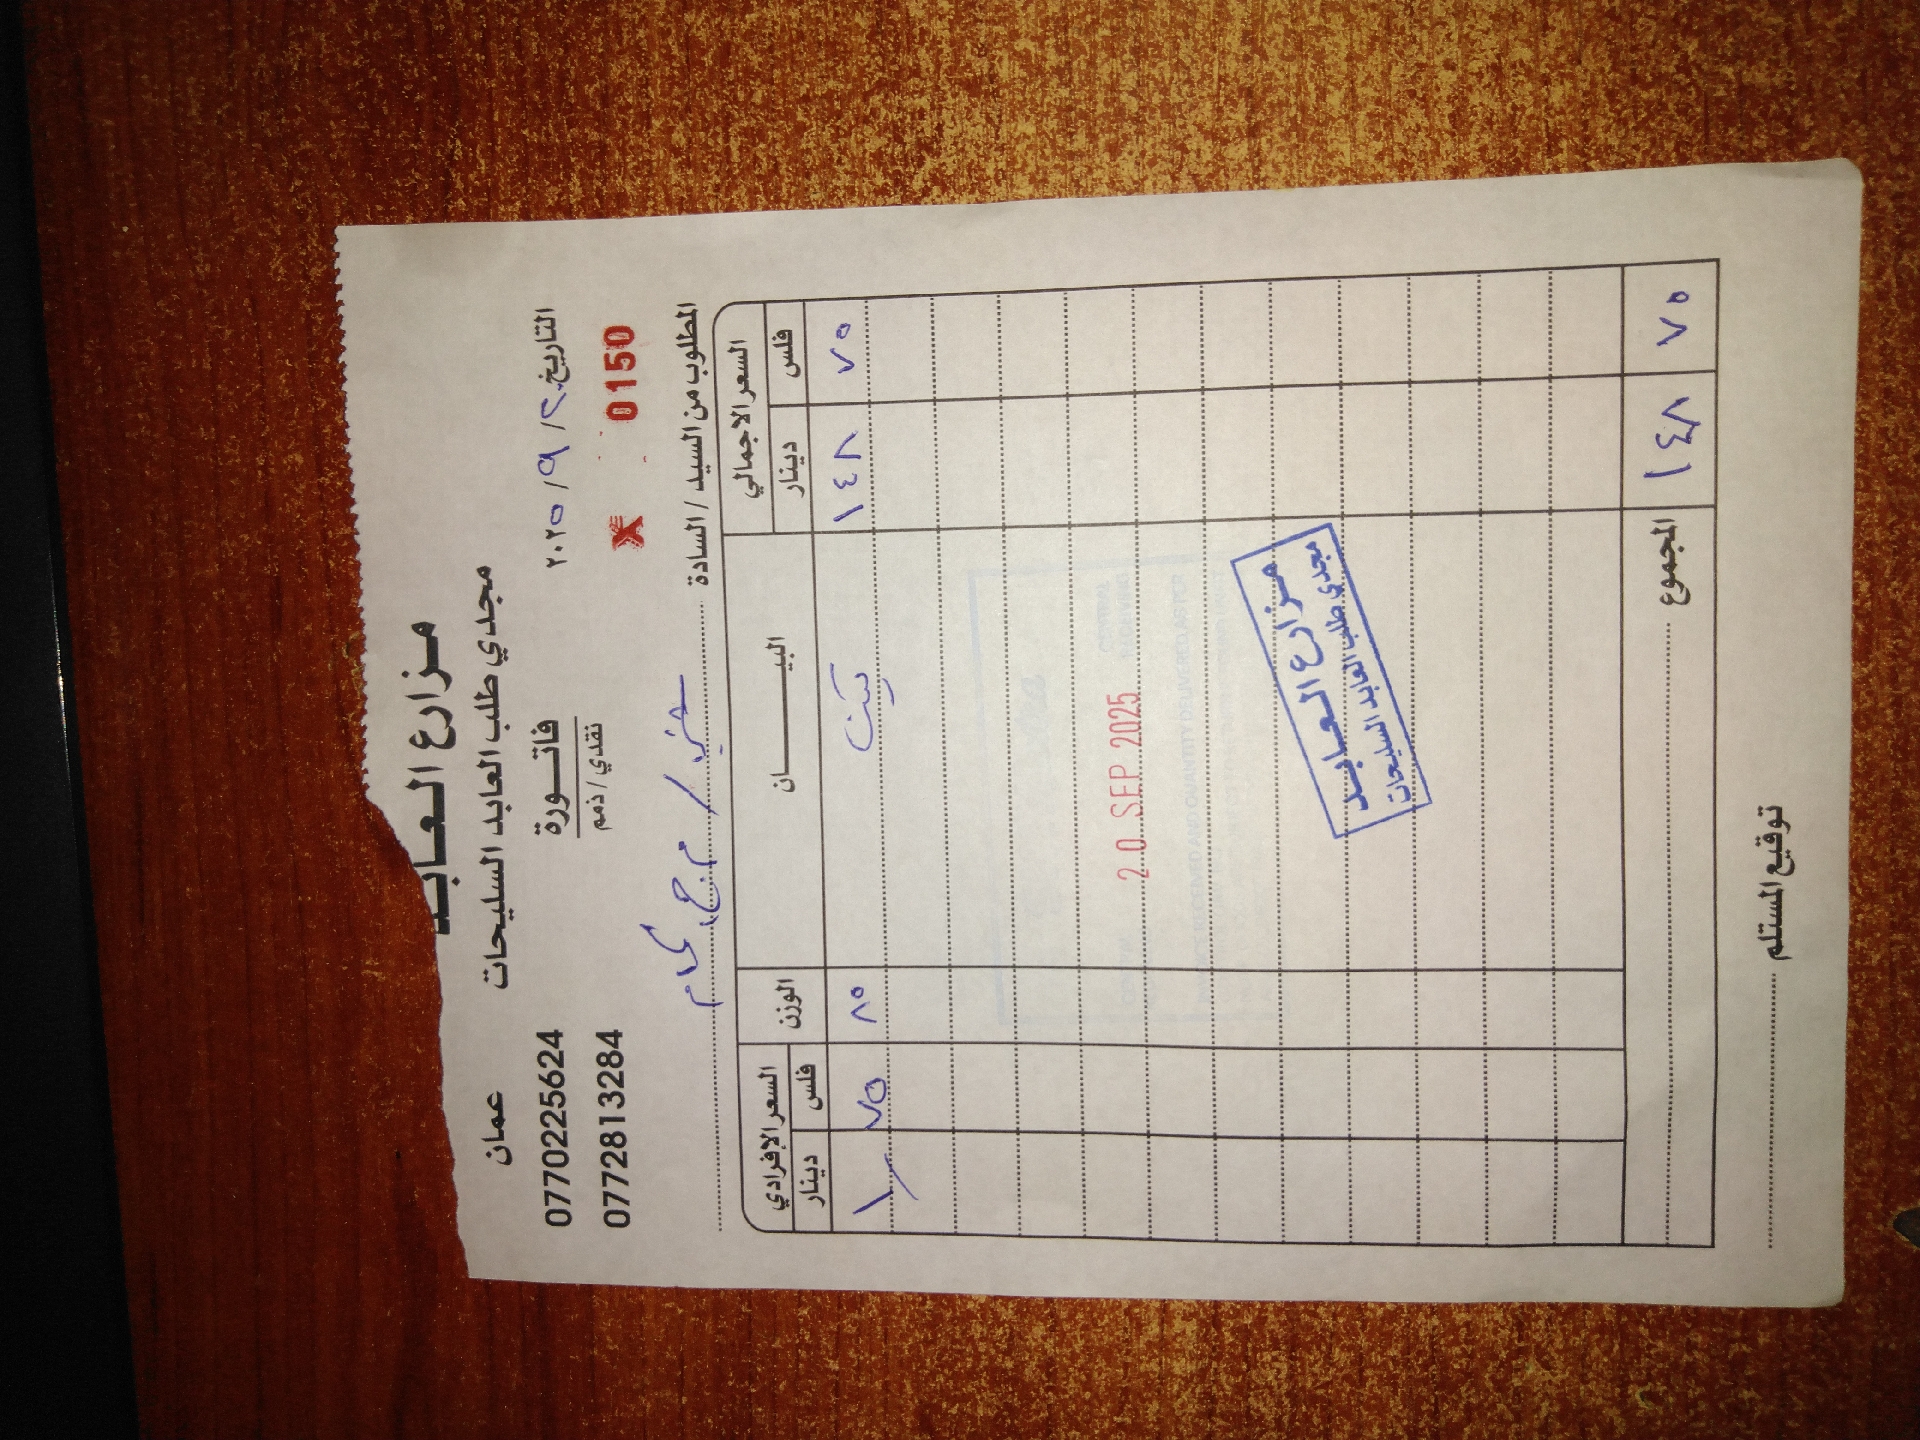 مزارع العابد
مجدي طلب العابد السليحات
عمان
التاريخ ٢٠ / ٩ / ٢٠٢٥
فاتورة
0770225624
0150
نقدي / ذمم
0772813284
المطلوب من السيد / السادة
السعر الاجمالي البيان الوزن السعر الإفرادي
فلس دينار فلس دينار
٧٥ ١٤٨ ٨٥ ٧٥ ١
20 SEP 2025
مزارع العابد
مجدي طلب العابد السليحات
٧٥ ١٤٨ المجموع
توقيع المستلم